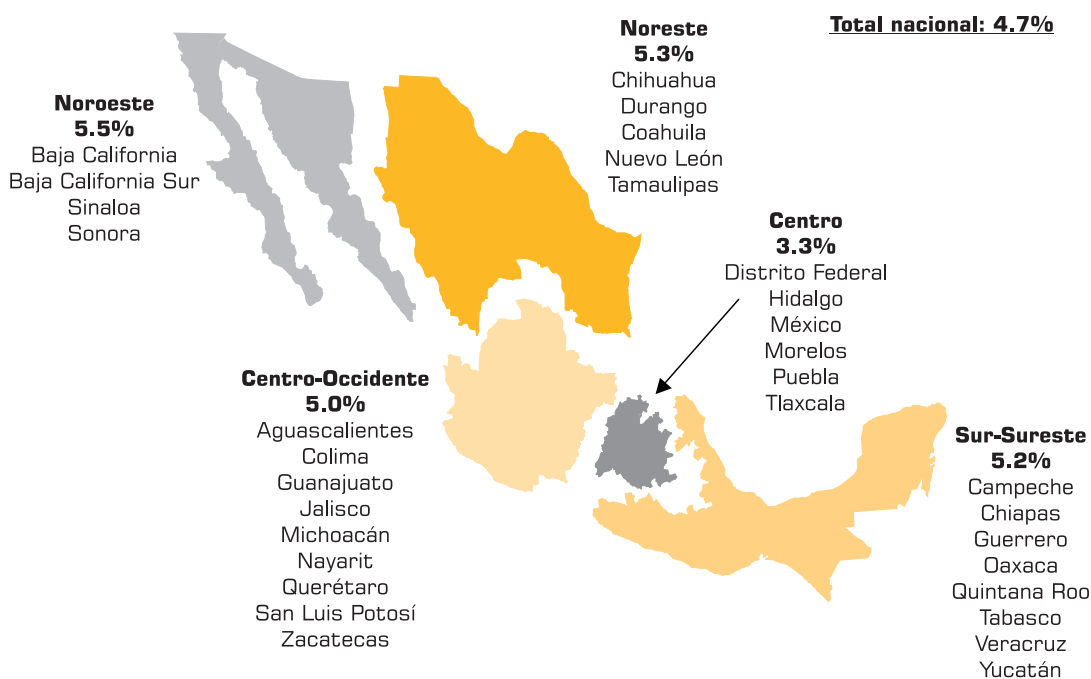 Total nacional: 4.7%
Noroeste
5.5%
Baja California
Baja California Sur
Sinaloa
Sonora
Noreste
5.3%
Chihuahua
Durango
Coahuila
Nuevo León
Tamaulipas
Centro
3.3%
Distrito Federal
Hidalgo
México
Morelos
Puebla
Tlaxcala
Centro-Occidente
5.0%
Aguascalientes
Colima
Guanajuato
Jalisco
Michoacán
Nayarit
Querétaro
San Luis Potosí
Zacatecas
Sur-Sureste
5.2%
Campeche
Chiapas
Guerrero
Oaxaca
Quintana Roo
Tabasco
Veracruz
Yucatán